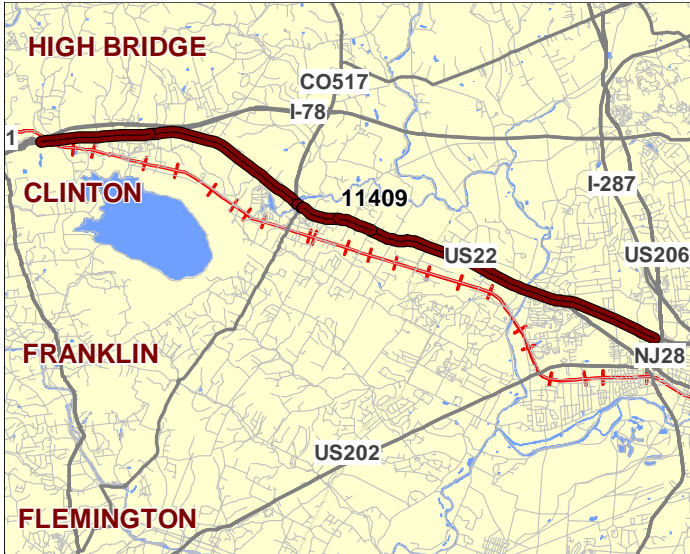 HIGH BRIDGE
CO517
I-78
1
CLINTON
I-287
11409
US22
US206
FRANKLIN
NJ28
US202
FLEMINGTON